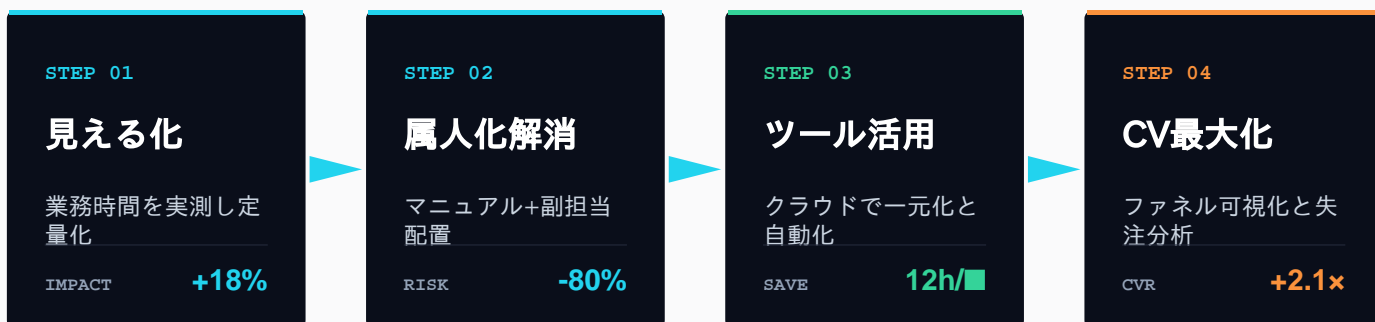 STEP 01
見える化
業務時間を実測し定
量化
IMPACT +18%
STEP 02
属人化解消
マニュアル+副担当
配置
RISK -80%
STEP 03
ツール活用
クラウドで一元化と
自動化
SAVE 12h/■
STEP 04
CV最大化
ファネル可視化と失
注分析
CVR +2.1×